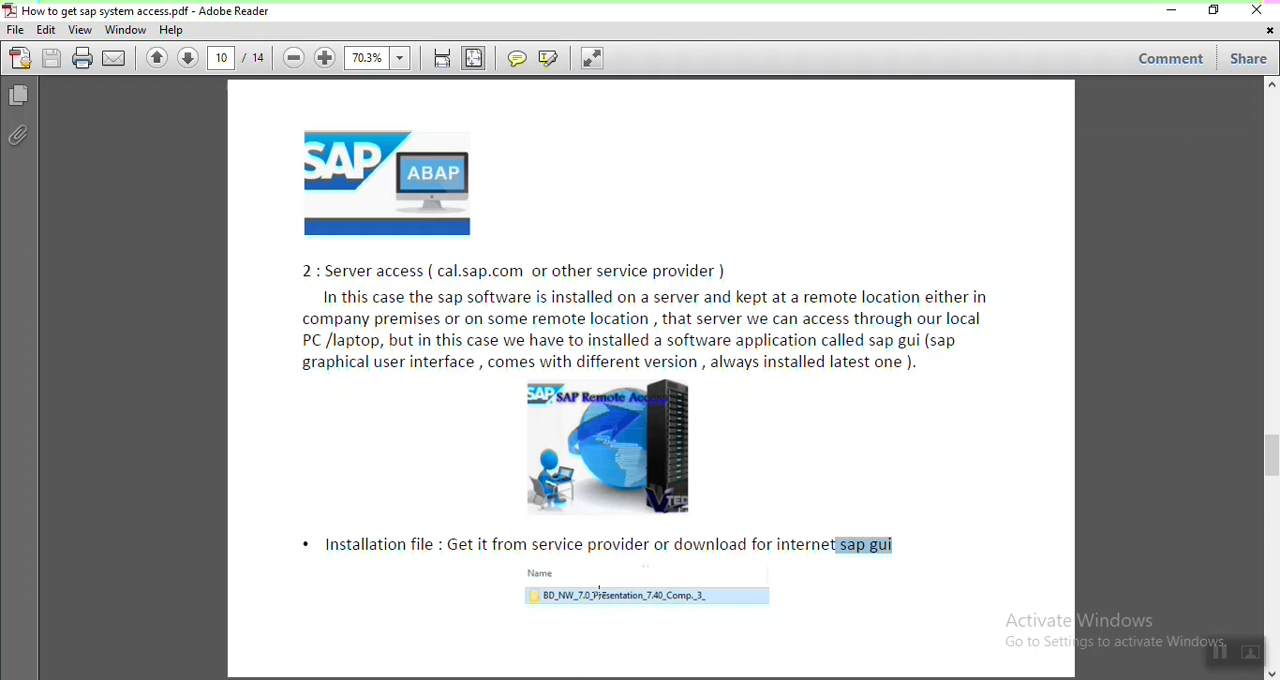 How to get sap system access.pdf - Adobe Reader
File Edit View Window Help
10 / 14 70.3% Comment Share
SAP
ABAP
2 : Server access ( cal.sap.com or other service provider )
In this case the sap software is installed on a server and kept at a remote location either in
company premises or on some remote location , that server we can access through our local
PC /laptop, but in this case we have to installed a software application called sap gui (sap
graphical user interface , comes with different version , always installed latest one ).
SAP SAP Remote Access
VTEC
• Installation file : Get it from service provider or download for internet sap gui
Name
BD_NW_7.0_Presentation_7.40_Comp._3_
Activate Windows
Go to Settings to activate Windows.